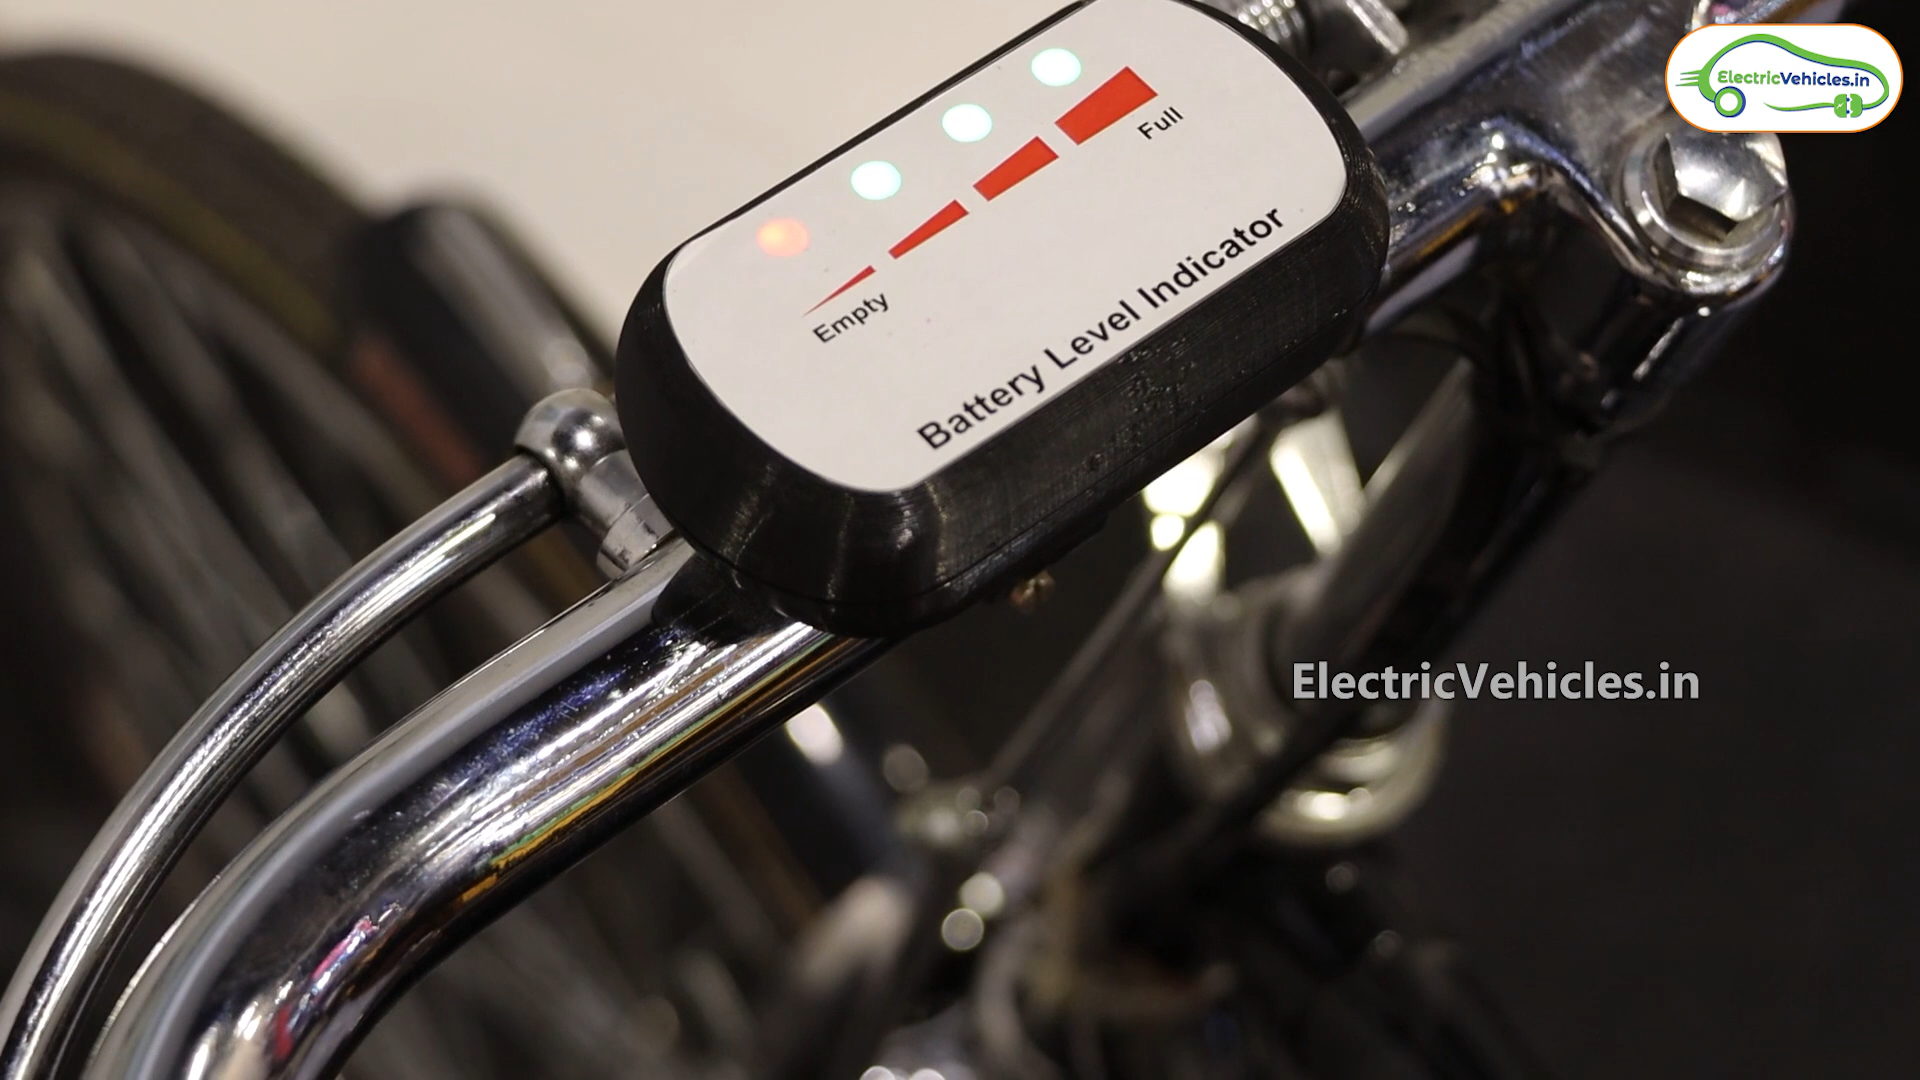 ElectricVehicles.in
Full
Empty
Battery Level Indicator
ElectricVehicles.in